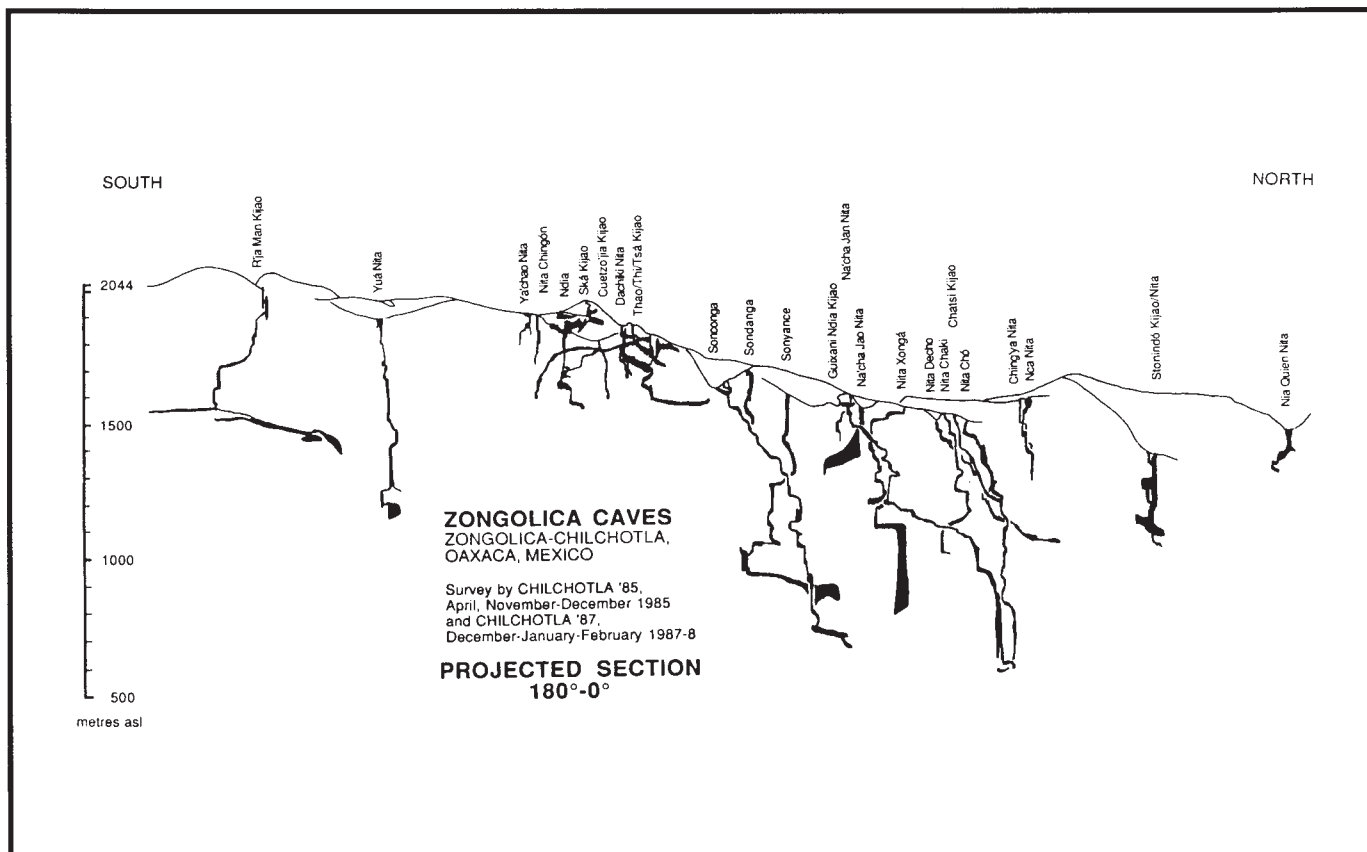 SOUTH
NORTH
R'ja Man Kijao
Yuá Nita
Ya'chao Nita
Nita Chingón
Ndia
Ská Kijao
Cuetzo'jia Kijao
Dachiki Nita
Thao/Thi/Tsá Kijao
Sonconga
Sondanga
Sonyance
Guixani Ndia Kijao
Na'cha Jan Nita
Na'cha Jao Nita
Nita Xongá
Nita Decho
Nita Chaki
Chatsi Kijao
Nita Chó
Ching'ya Nita
Nca Nita
Stonindó Kijao/Nita
Nia Quien Nita
2044
1500
1000
500
metres asl
ZONGOLICA CAVES
ZONGOLICA-CHILCHOTLA,
OAXACA, MEXICO
Survey by CHILCHOTLA '85,
April, November-December 1985
and CHILCHOTLA '87,
December-January-February 1987-8
PROJECTED SECTION
180°-0°